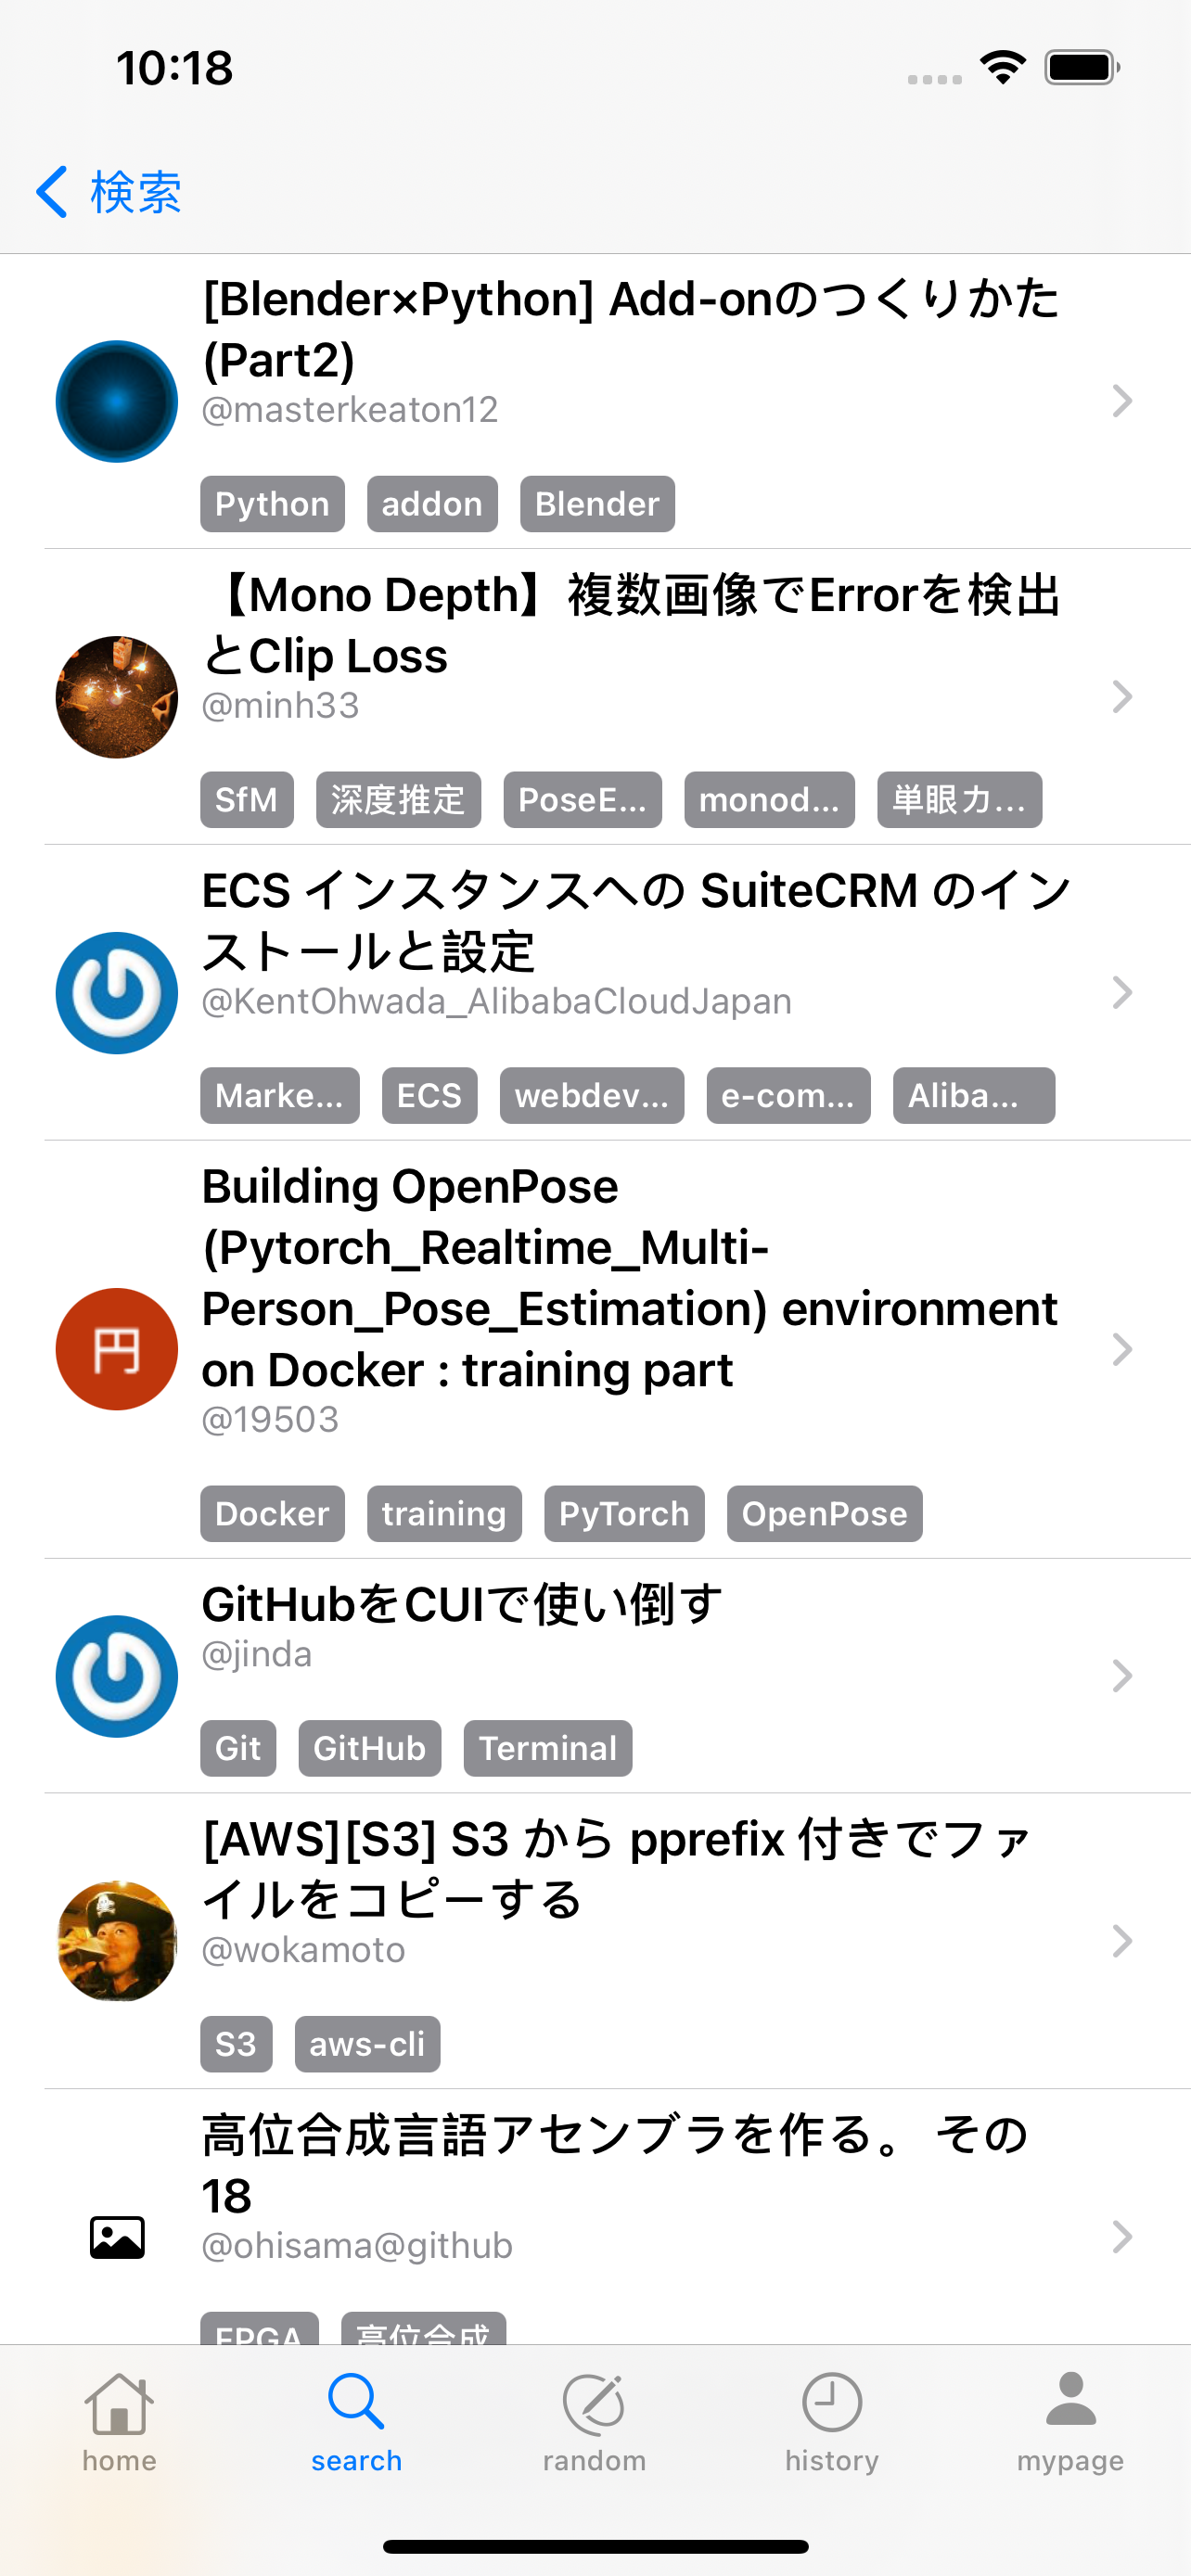 10:18
検索
[Blender×Python] Add-onのつくりかた
(Part2)
@masterkeaton12
Python addon Blender
【Mono Depth】複数画像でErrorを検出
とClip Loss
@minh33
SfM 深度推定 PoseE... monod... 単眼カ...
ECS インスタンスへの SuiteCRM のイン
ストールと設定
@KentOhwada_AlibabaCloudJapan
Marke... ECS webdev... e-com... Aliba...
Building OpenPose
(Pytorch_Realtime_Multi-
Person_Pose_Estimation) environment
on Docker : training part
円
@19503
Docker training PyTorch OpenPose
GitHubをCUIで使い倒す
@jinda
Git GitHub Terminal
[AWS][S3] S3 から pprefix 付きでファ
イルをコピーする
@wokamoto
S3 aws-cli
高位合成言語アセンブラを作る。 その
18
@ohisama@github
FPGA 高位合成
home search random history mypage